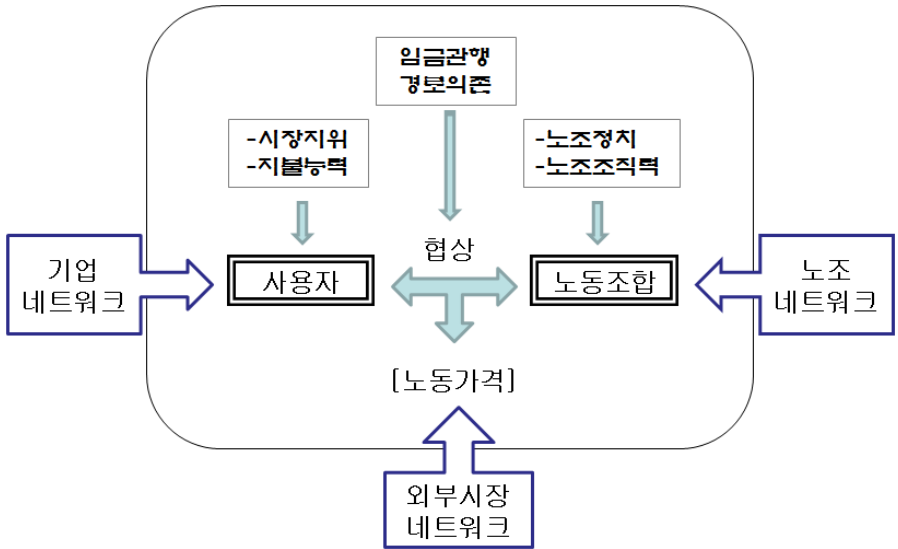 임금관행
경로의존
-시장지위
-지불능력
-노조정치
-노조조직력
협상
기업
네트워크
사용자
노동조합
노조
네트워크
[노동가격]
외부시장
네트워크